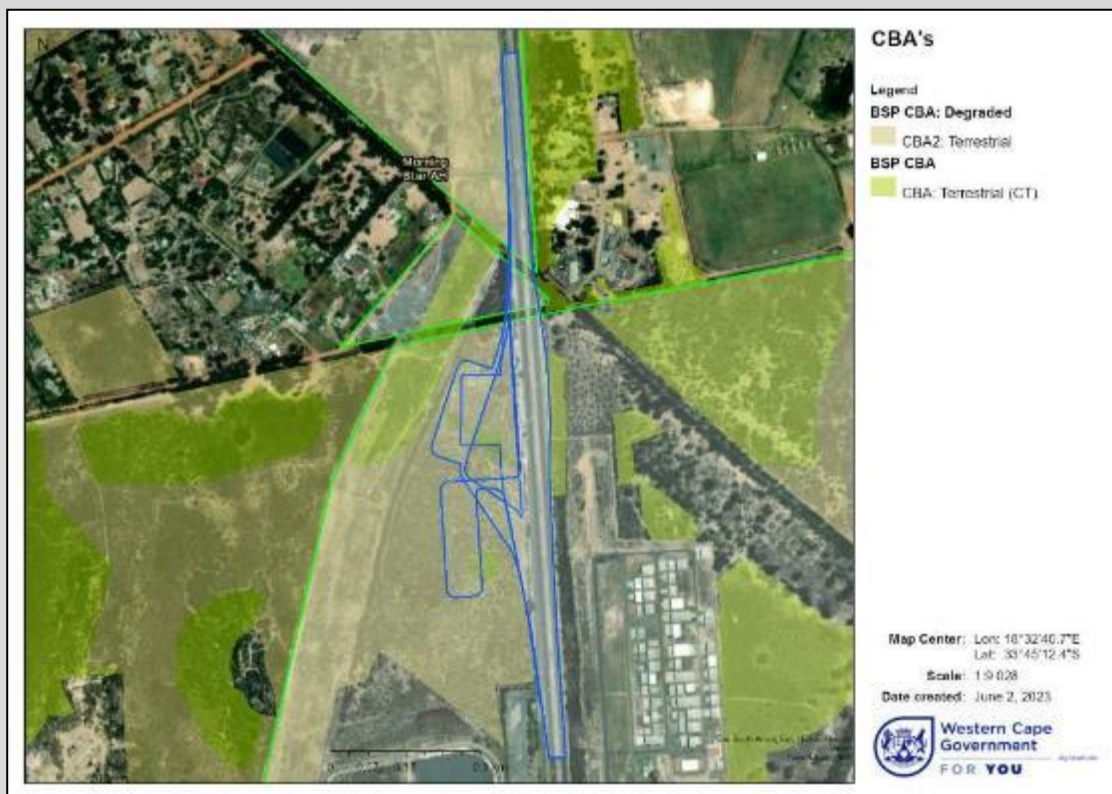 N
Morning
Star AH
CBA's
Legend
BSP CBA: Degraded
CBA2: Terrestrial
BSP CBA
CBA: Terrestrial (CT)
Map Center: Lon: 18°32'40.7"E
Lat: 33°45'12.4"S
Scale: 1:9 028
Date created: June 2, 2023
Western Cape
Government
FOR YOU